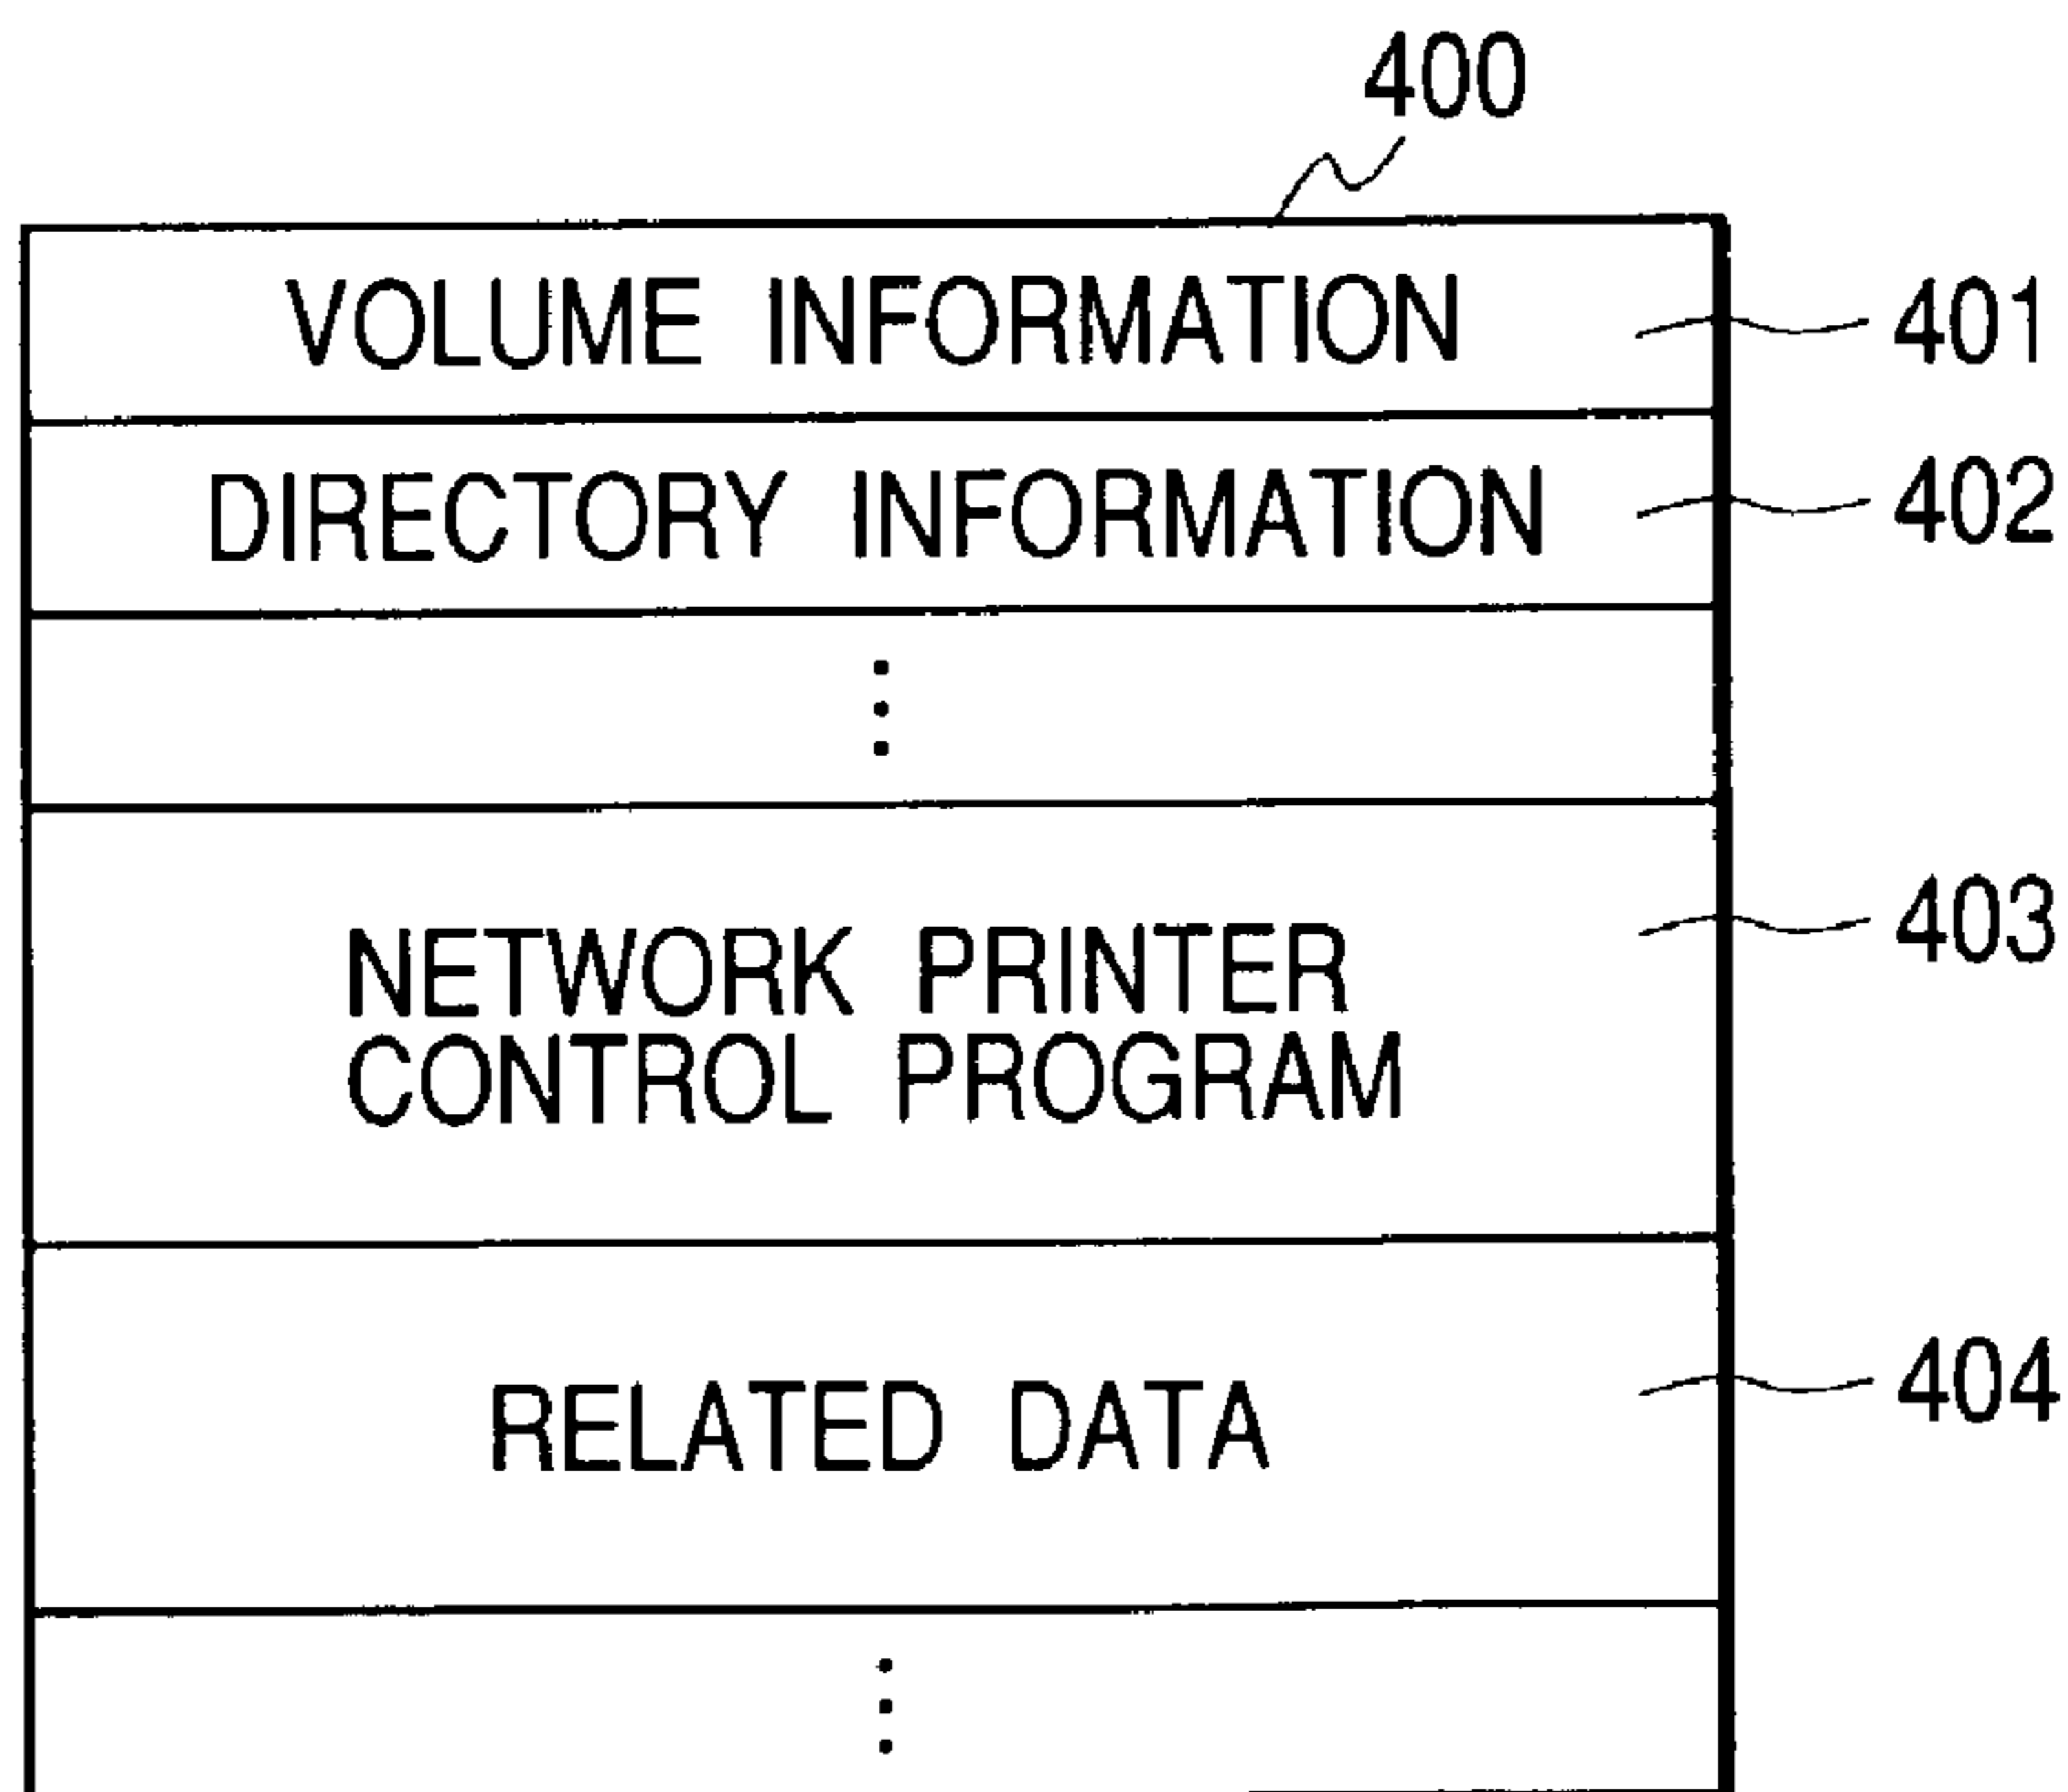 400
VOLUME INFORMATION 401
DIRECTORY INFORMATION 402
403
NETWORK PRINTER
CONTROL PROGRAM
404
RELATED DATA